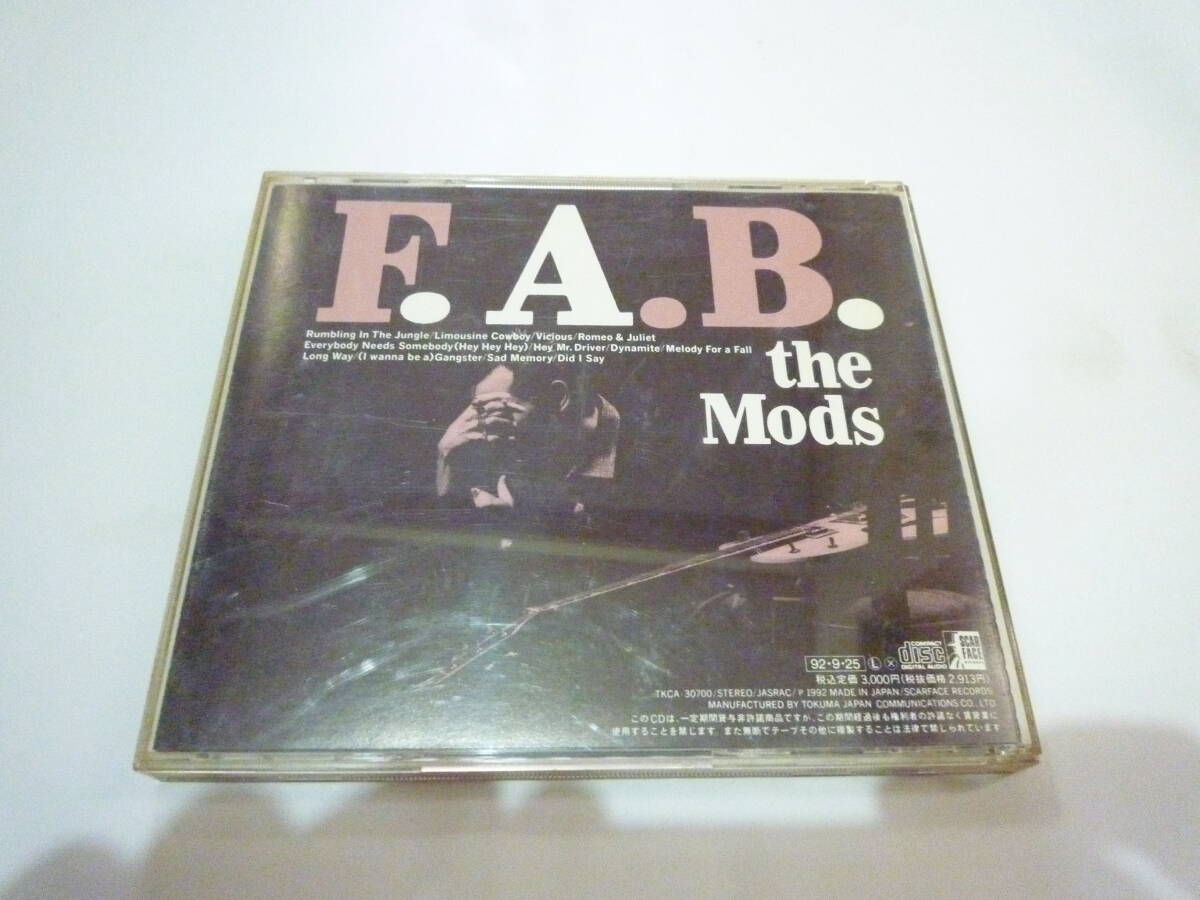 F.A.B.
Rumbling In The Jungle/Limousine Cowboy/Vicious/Romeo & Juliet
Everybody Needs Somebody(Hey Hey Hey)/Hey Mr. Driver/Dynamite/Melody For a Fall
Long Way/(I wanna be a)Gangster/Sad Memory/Did I Say
the
Mods
92・9・25 L × COMPACT disc DIGITAL AUDIO SCAR FACE
税込定価 3,000円(税抜価格 2,913円)
TKCA-30700/STEREO/JASRAC/P 1992 MADE IN JAPAN/SCARFACE RECORDS
MANUFACTURED BY TOKUMA JAPAN COMMUNICATIONS CO., LTD
このCDは、一定期間貸与非許諾商品ですが、この期間経過後も権利者の許諾なく賃貸業に
使用することを禁じます。また無断でテープその他に複製することは法律で禁じられています